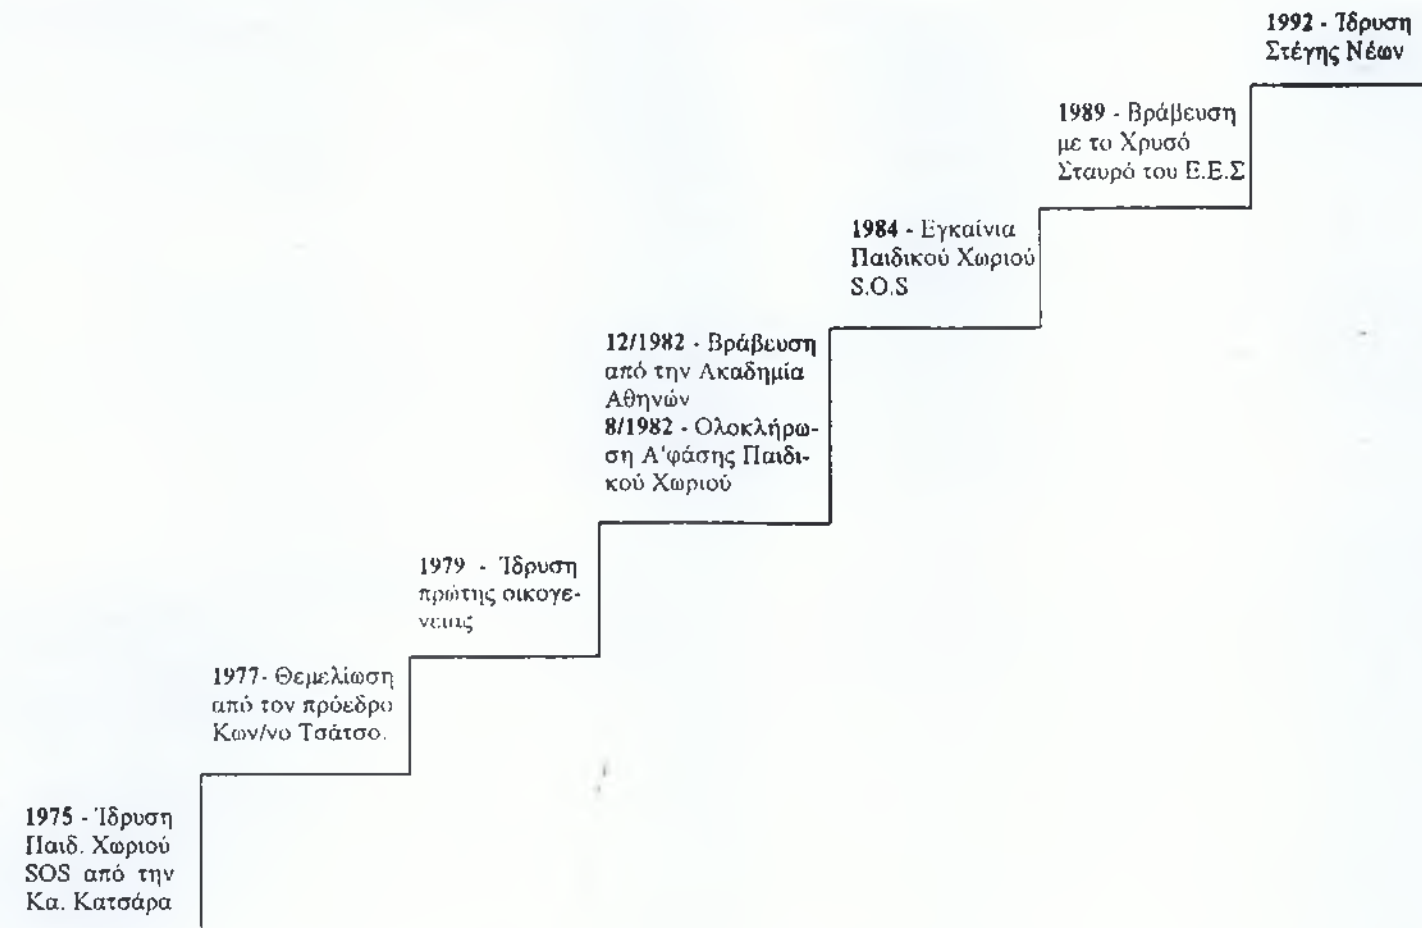 1992 - Ίδρυση
Στέγης Νέων
1989 - Βράβευση
με το Χρυσό
Σταυρό του Ε.Ε.Σ
1984 - Εγκαίνια
Παιδικού Χωριού
S.O.S
12/1982 - Βράβευση
από την Ακαδημία
Αθηνών
8/1982 - Ολοκλήρω-
ση Α'φάσης Παιδι-
κού Χωριού
1979 - Ίδρυση
πρώτης οικογε-
νειας
1977- Θεμελίωση
από τον πρόεδρο
Κων/νο Τσάτσο.
1975 - Ίδρυση
Παιδ. Χωριού
SOS από την
Κα. Κατσάρα